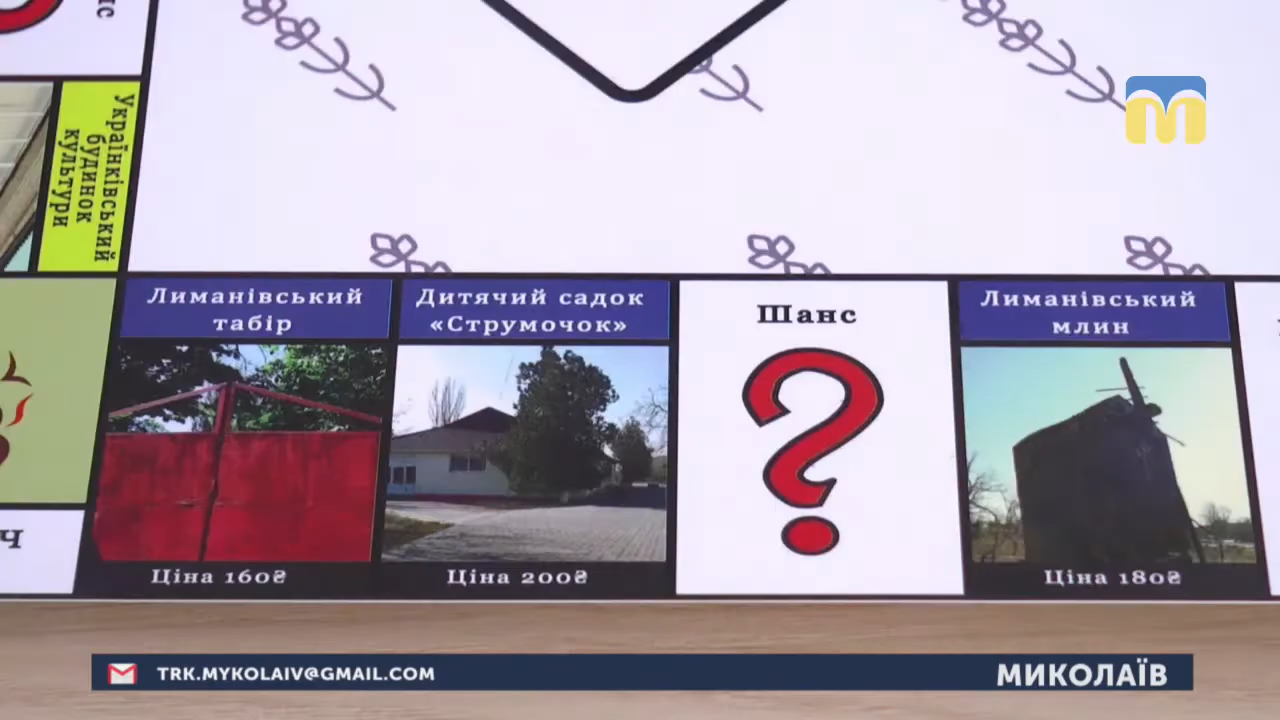 Українківський
будинок
культури
Лиманівський
табір
Ціна 160₴
Дитячий садок
«Струмочок»
Ціна 200₴
Шанс
?
Лиманівський
млин
Ціна 180₴
TRK.MYKOLAIV@GMAIL.COM
МИКОЛАЇВ